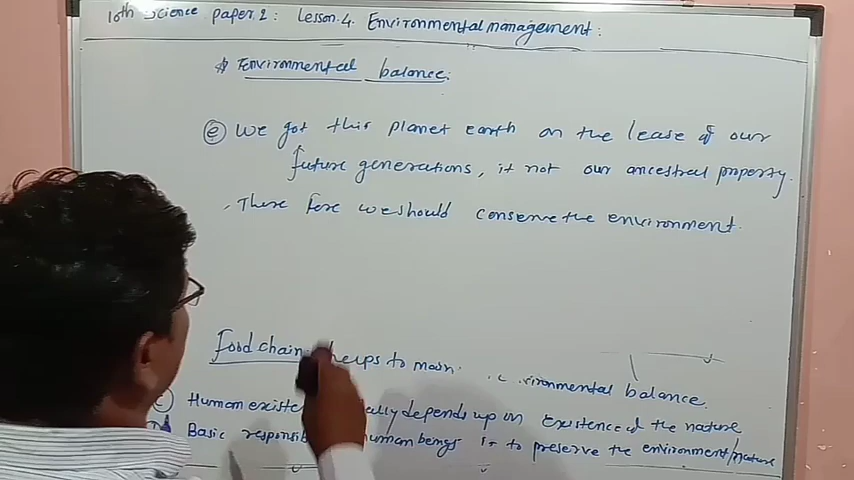 10th Science paper 2: Lesson.4. Environmental management:
* Environmental balance:
(e) We got this planet earth on the lease of our
future generations, it not our ancestral property.
. There fore we should conserve the environment.
food chain helps to main environmental balance.
(c) Human existe depends up on existence of the nature
Basic responsib human beings is to preserve the environment/nature